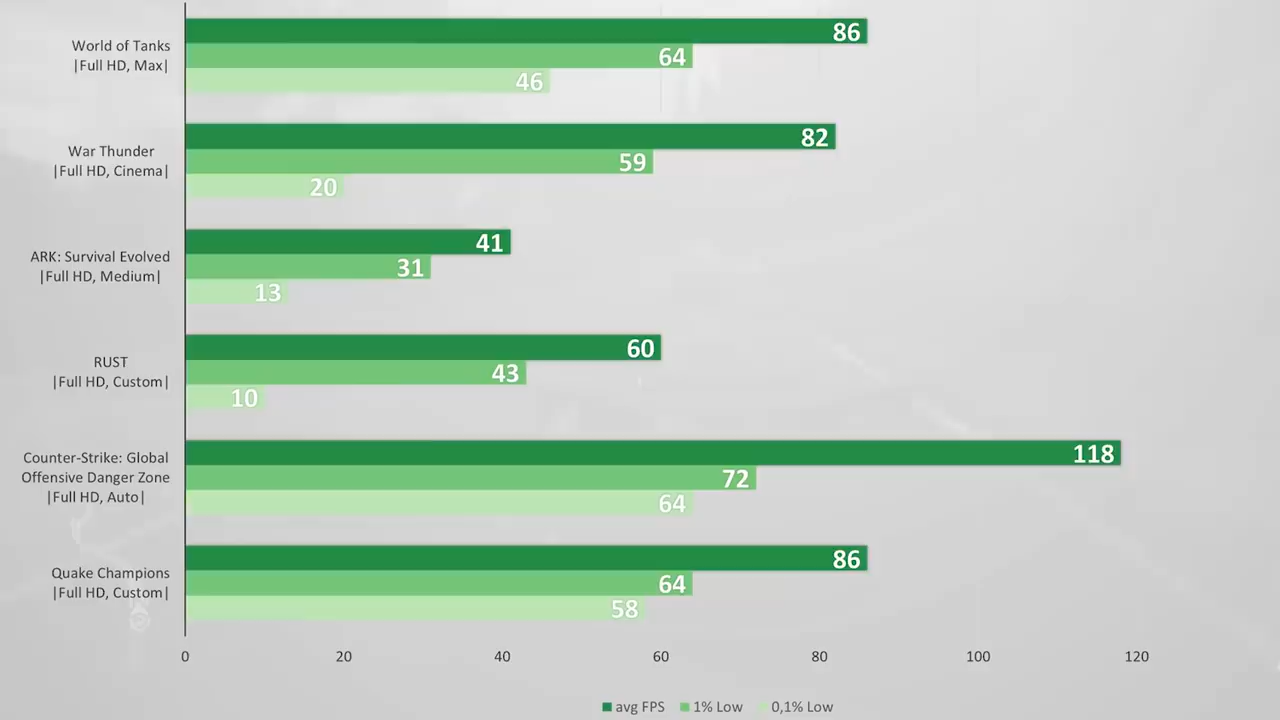 World of Tanks
|Full HD, Max|
86
64
46
War Thunder
|Full HD, Cinema|
82
59
20
ARK: Survival Evolved
|Full HD, Medium|
41
31
13
RUST
|Full HD, Custom|
60
43
10
Counter-Strike: Global
Offensive Danger Zone
|Full HD, Auto|
118
72
64
Quake Champions
|Full HD, Custom|
86
64
58
0 20 40 60 80 100 120
avg FPS 1% Low 0,1% Low